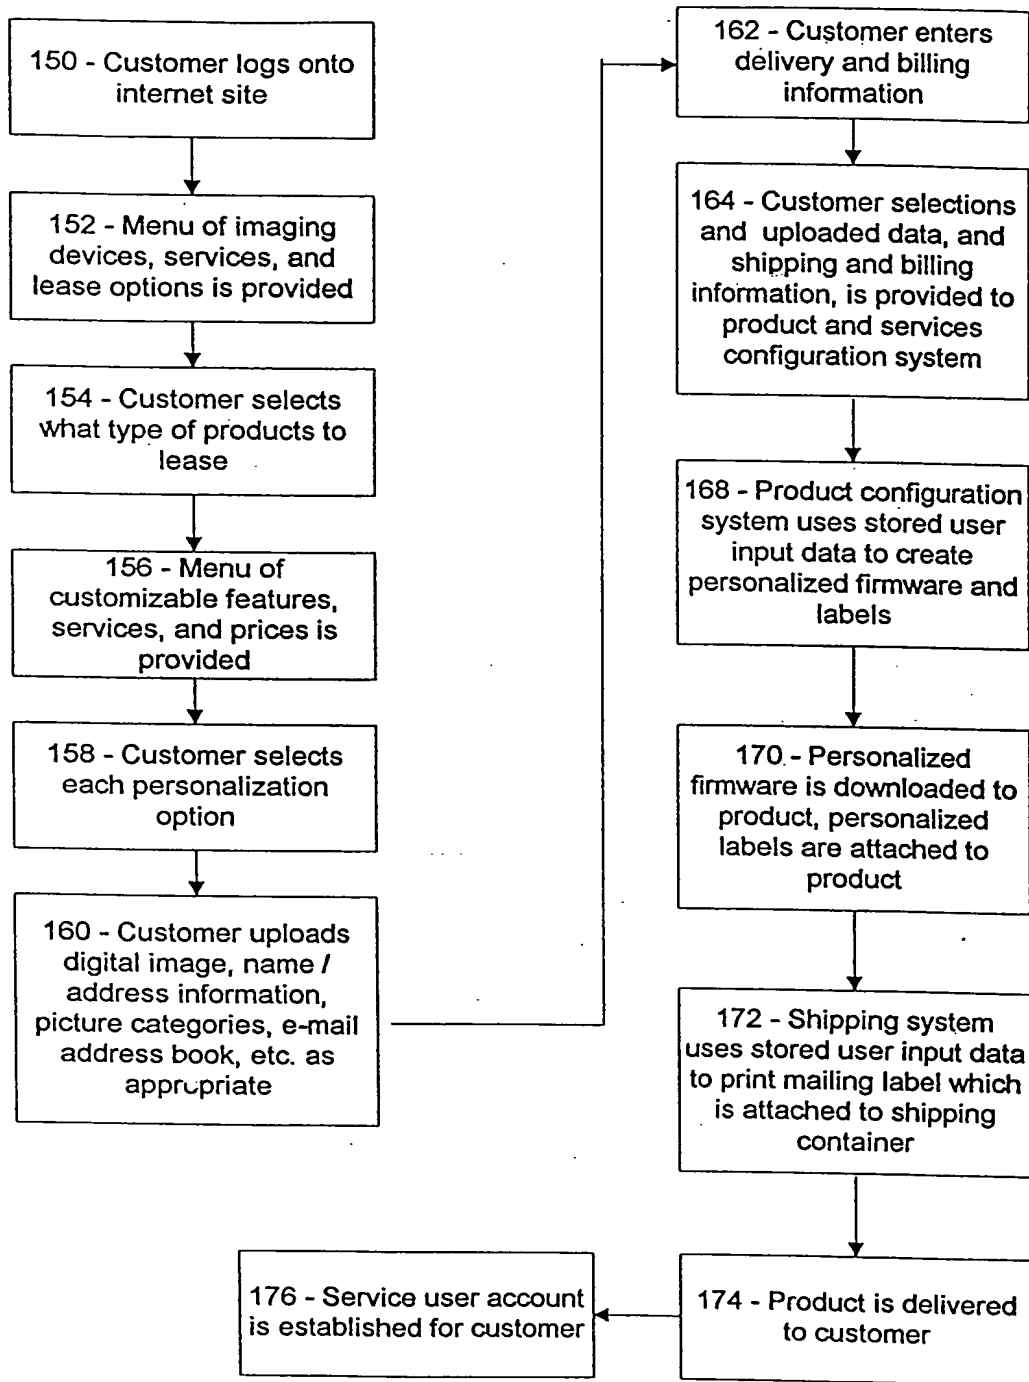 150 - Customer logs onto
internet site
152 - Menu of imaging
devices, services, and
lease options is provided
154 - Customer selects
what type of products to
lease
156 - Menu of
customizable features,
services, and prices is
provided
158 - Customer selects
each personalization
option
160 - Customer uploads
digital image, name /
address information,
picture categories, e-mail
address book, etc. as
appropriate
162 - Customer enters
delivery and billing
information
164 - Customer selections
and uploaded data, and
shipping and billing
information, is provided to
product and services
configuration system
168 - Product configuration
system uses stored user
input data to create
personalized firmware and
labels
170 - Personalized
firmware is downloaded to
product, personalized
labels are attached to
product
172 - Shipping system
uses stored user input data
to print mailing label which
is attached to shipping
container
174 - Product is delivered
to customer
176 - Service user account
is established for customer